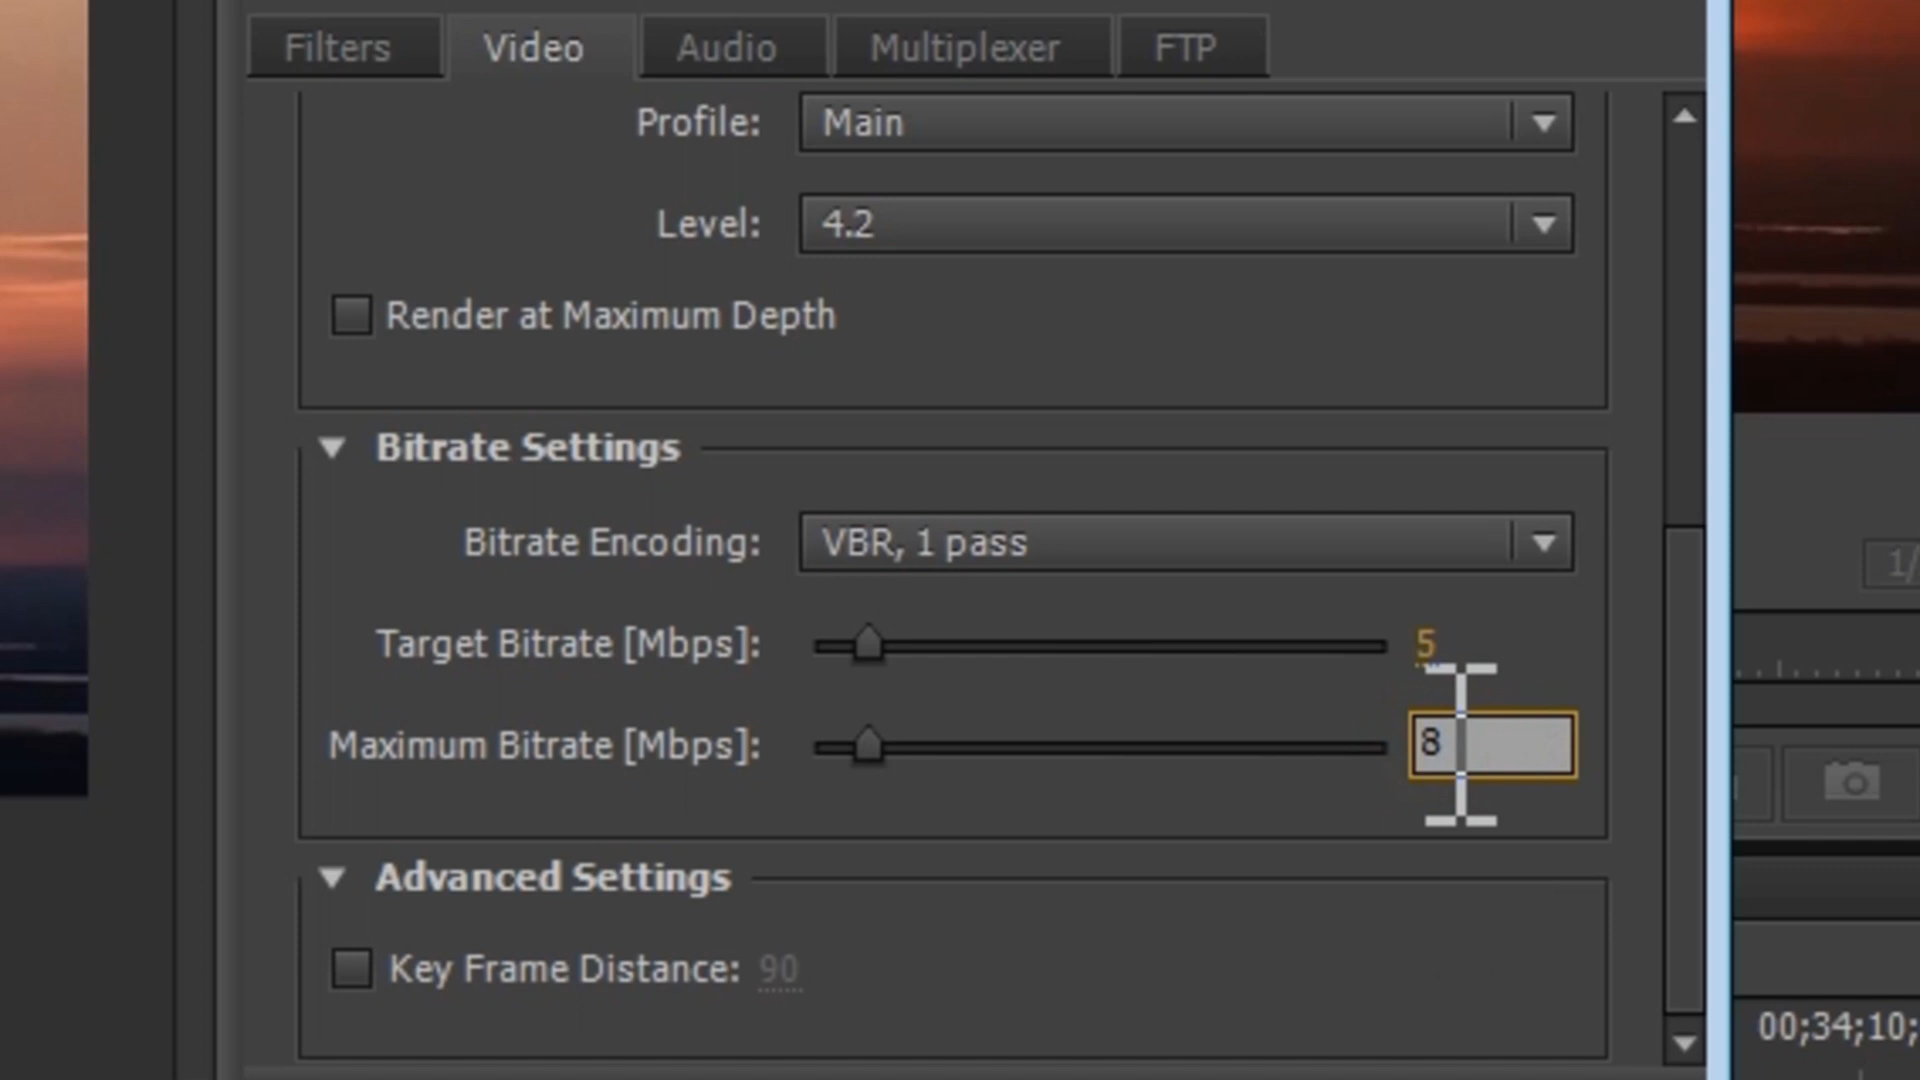 Filters Video Audio Multiplexer FTP
Profile: Main
Level: 4.2
Render at Maximum Depth
Bitrate Settings
Bitrate Encoding: VBR, 1 pass
1/
Target Bitrate [Mbps]: 5
Maximum Bitrate [Mbps]: 8
Advanced Settings
Key Frame Distance: 90
00;34;10;